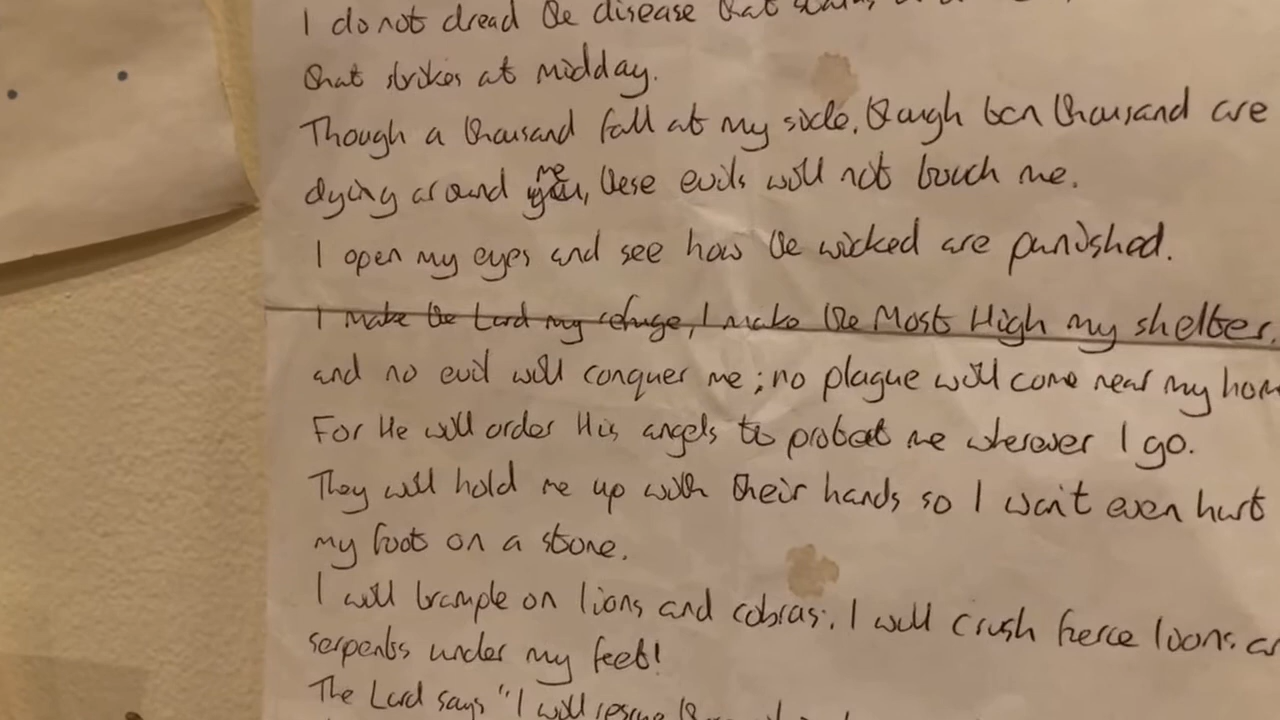 I do not dread the disease that
that strikes at midday.
Though a thousand fall at my side, though ten thousand are
dying around me, these evils will not touch me.
I open my eyes and see how the wicked are punished.
I make the Lord my refuge, I make the Most High my shelter,
and no evil will conquer me; no plague will come near my hom
For He will order His angels to protect me wherever I go.
They will hold me up with their hands so I won't even hurt
my foot on a stone.
I will trample on lions and cobras; I will crush fierce lions
serpents under my feet!
The Lord says "I will rescue